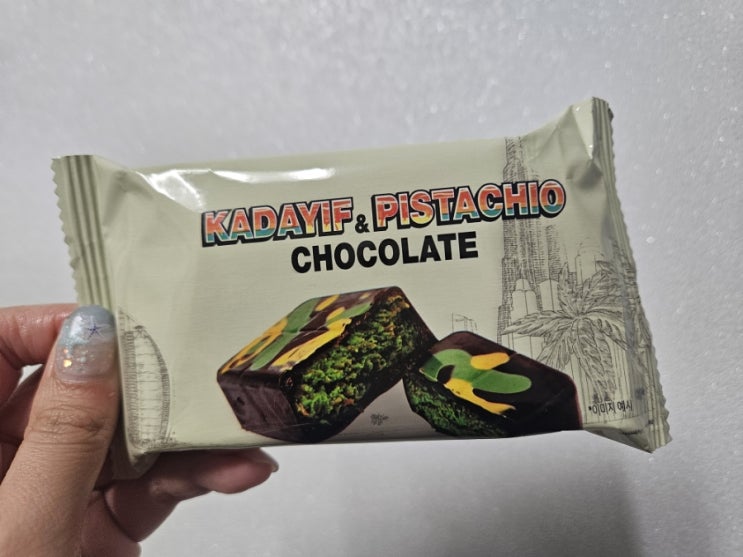 KADAYIF & PISTACHIO
CHOCOLATE
*이미지 예시